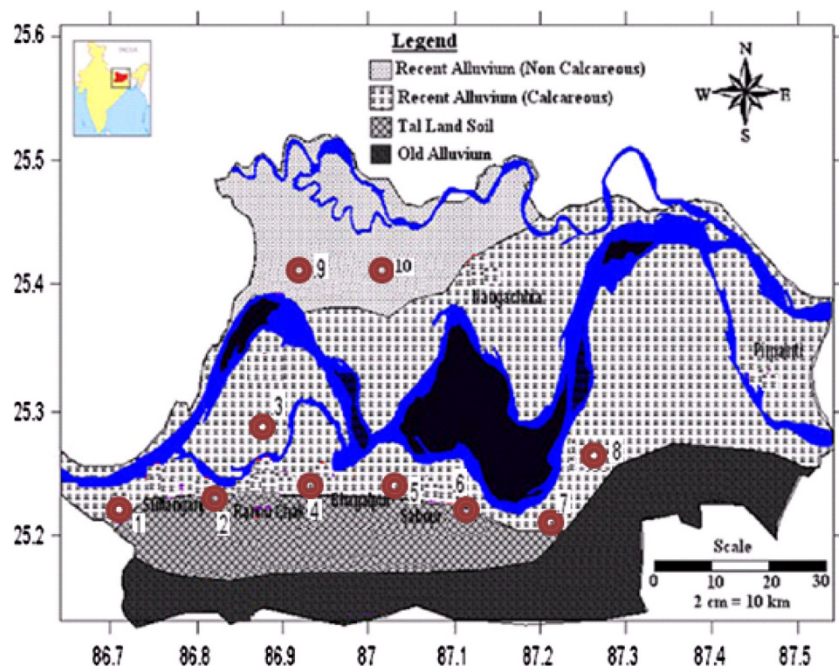 25.6
25.5
25.4
25.3
25.2
INDIA
Legend
Recent Alluvium (Non Calcareous)
Recent Alluvium (Calcareous)
Tal Land Soil
Old Alluvium
N
W E
S
9
10
Naugachhia
Pirpainti
3
8
Sultanganj
Bhagalpur
Sabour
1
2
4
5
6
7
Scale
0 10 20 30
2 cm = 10 km
86.7 86.8 86.9 87 87.1 87.2 87.3 87.4 87.5